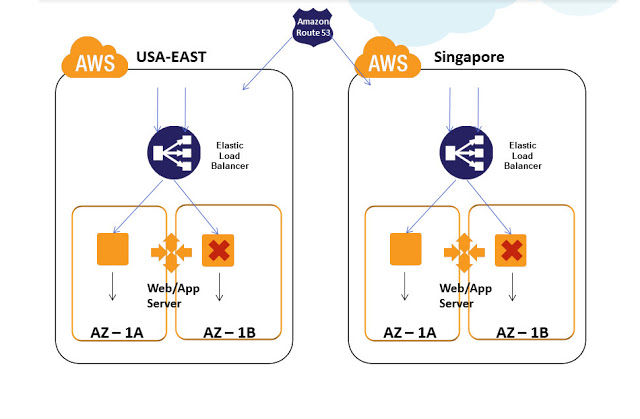 Amazon
Route 53
AWS
USA-EAST
AWS
Singapore
Elastic
Load
Balancer
Elastic
Load
Balancer
Web/App
Server
AZ – 1A
AZ – 1B
Web/App
Server
AZ – 1A
AZ – 1B